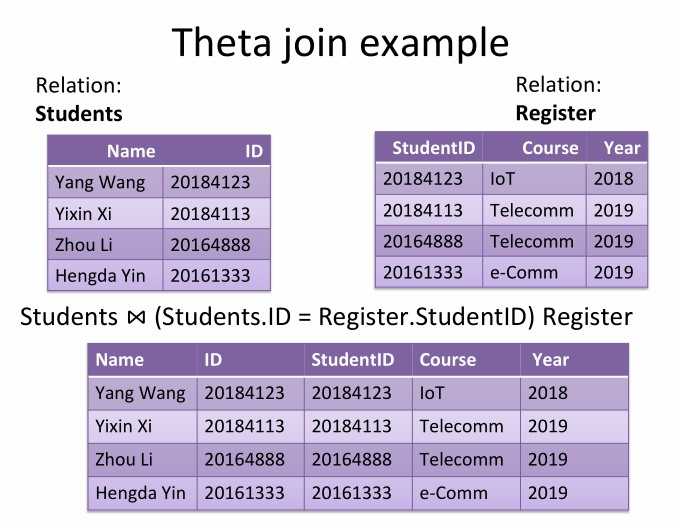 Theta join example
Relation:
Students
Relation:
Register
Name ID
Yang Wang 20184123
Yixin Xi 20184113
Zhou Li 20164888
Hengda Yin 20161333
StudentID Course Year
20184123 IoT 2018
20184113 Telecomm 2019
20164888 Telecomm 2019
20161333 e-Comm 2019
Students ⋈ (Students.ID = Register.StudentID) Register
Name ID StudentID Course Year
Yang Wang 20184123 20184123 IoT 2018
Yixin Xi 20184113 20184113 Telecomm 2019
Zhou Li 20164888 20164888 Telecomm 2019
Hengda Yin 20161333 20161333 e-Comm 2019